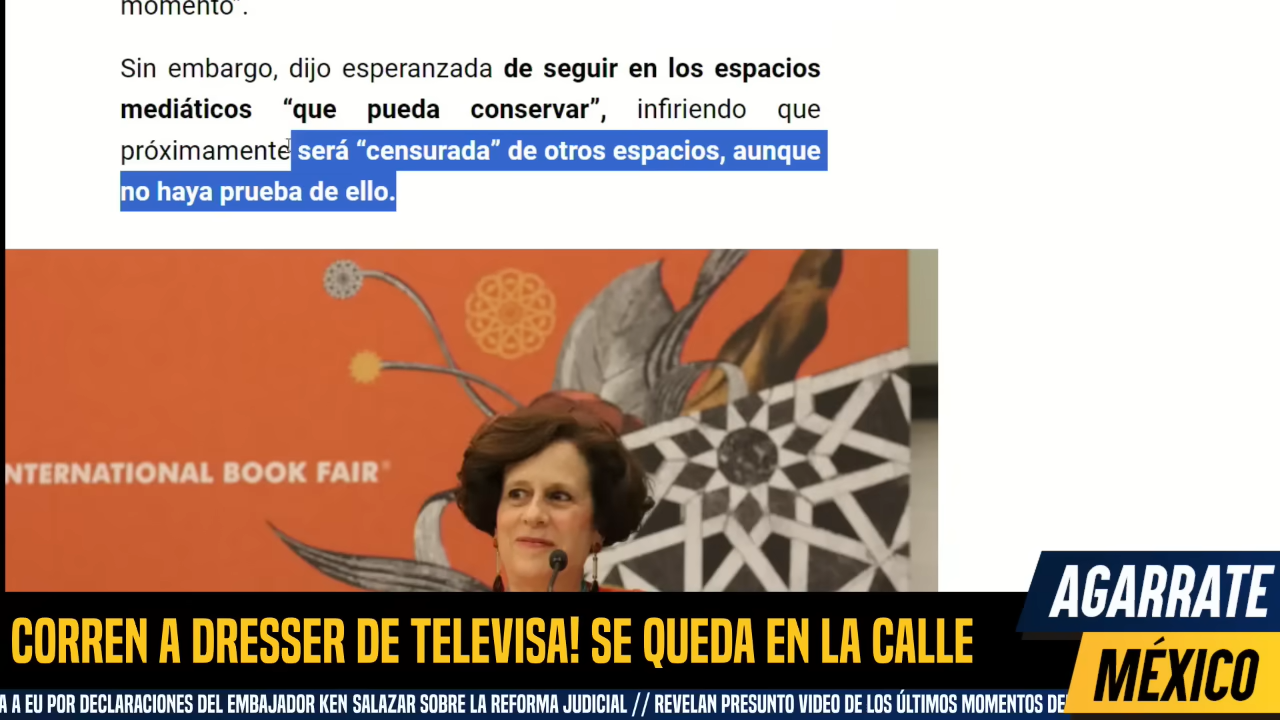 momento”.
Sin embargo, dijo esperanzada de seguir en los espacios
mediáticos “que pueda conservar”, infiriendo que
próximamente será “censurada” de otros espacios, aunque
no haya prueba de ello.
NTERNATIONAL BOOK FAIR
CORREN A DRESSER DE TELEVISA! SE QUEDA EN LA CALLE
AGARRATE
MÉXICO
A A EU POR DECLARACIONES DEL EMBAJADOR KEN SALAZAR SOBRE LA REFORMA JUDICIAL // REVELAN PRESUNTO VIDEO DE LOS ÚLTIMOS MOMENTOS DE